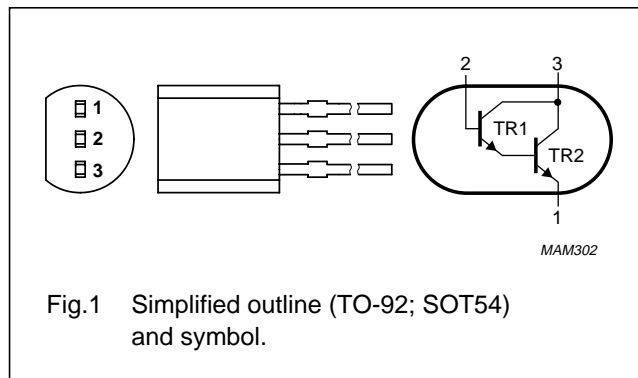 1
2
3
2
3
TR1
TR2
1
MAM302
Fig.1 Simplified outline (TO-92; SOT54)
and symbol.